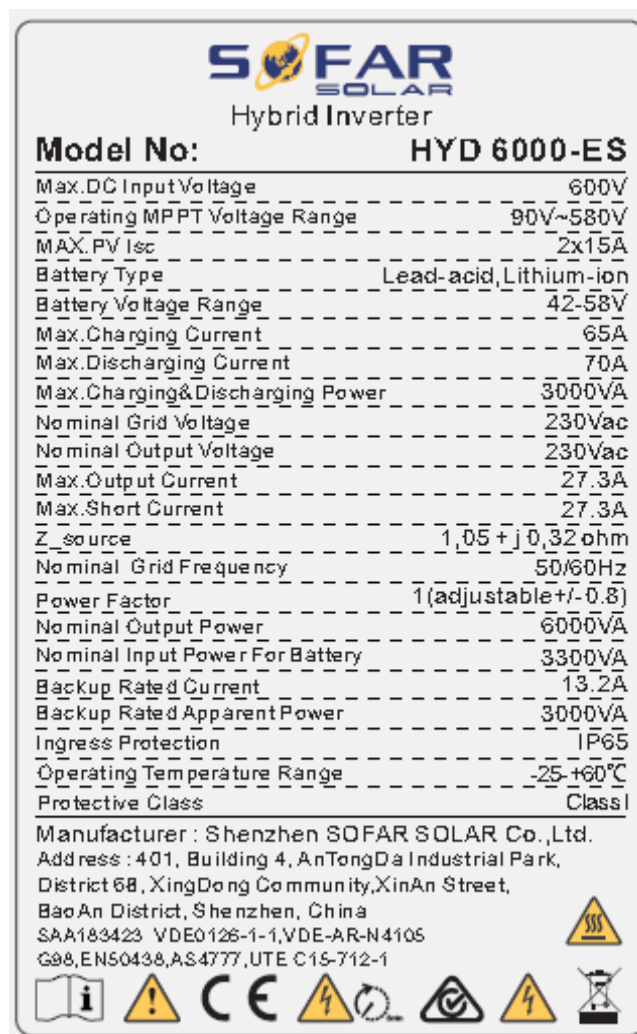 SOFAR
SOLAR
Hybrid Inverter
Model No: HYD 6000-ES
Max.DC Input Voltage 600V
Operating MPPT Voltage Range 90V~580V
MAX.PV Isc 2x15A
Battery Type Lead-acid,Lithium-ion
Battery Voltage Range 42-58V
Max.Charging Current 65A
Max.Discharging Current 70A
Max.Charging&Discharging Power 3000VA
Nominal Grid Voltage 230Vac
Nominal Output Voltage 230Vac
Max.Output Current 27.3A
Max.Short Current 27.3A
Z_source 1,05 + j 0,32 ohm
Nominal Grid Frequency 50/60Hz
Power Factor 1(adjustable+/-0.8)
Nominal Output Power 6000VA
Nominal Input Power For Battery 3300VA
Backup Rated Current 13.2A
Backup Rated Apparent Power 3000VA
Ingress Protection IP65
Operating Temperature Range -25-+60℃
Protective Class Class I
Manufacturer : Shenzhen SOFAR SOLAR Co.,Ltd.
Address : 401, Building 4, AnTongDa Industrial Park,
District 68, XingDong Community,XinAn Street,
BaoAn District, Shenzhen, China
SAA183423 VDE0126-1-1,VDE-AR-N4105
G98,EN50438,AS4777,UTE C15-712-1
i CE